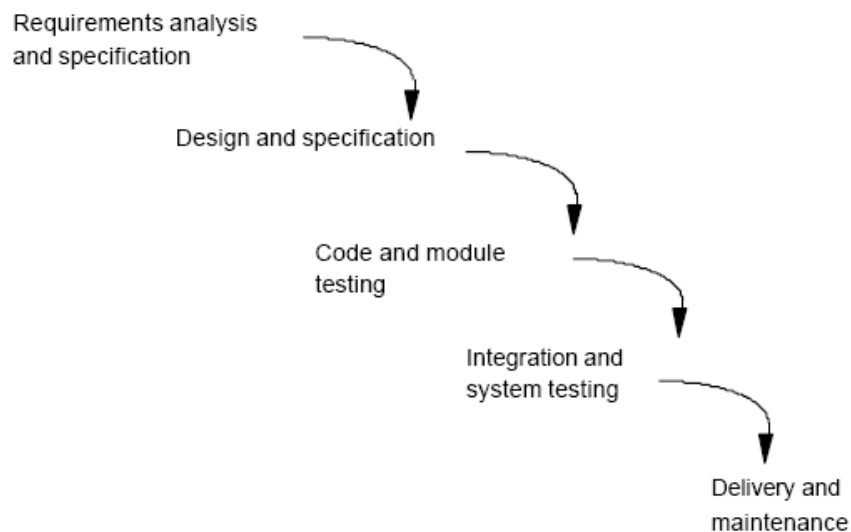 Requirements analysis
and specification
Design and specification
Code and module
testing
Integration and
system testing
Delivery and
maintenance